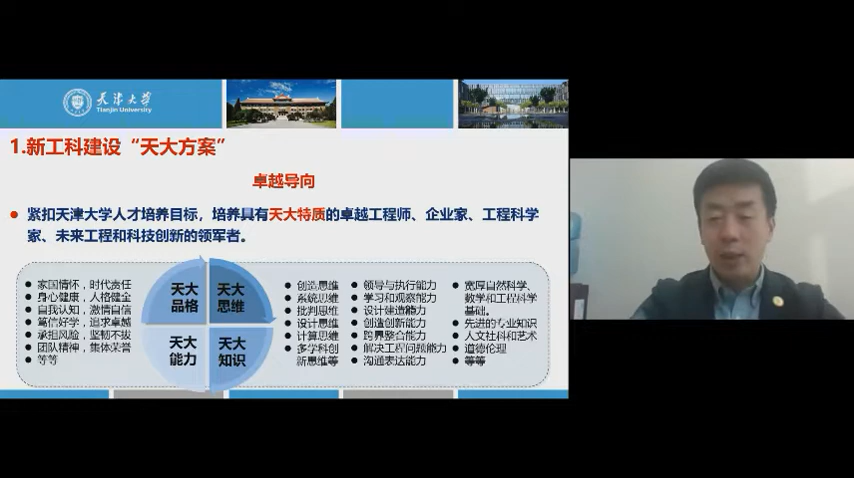 天津大学
Tianjin University
1.新工科建设“天大方案”
卓越导向
紧扣天津大学人才培养目标，培养具有天大特质的卓越工程师、企业家、工程科学
家、未来工程和科技创新的领军者。
家国情怀，时代责任
身心健康，人格健全
自我认知，激情自信
笃信好学，追求卓越
承担风险，坚韧不拔
团队精神，集体荣誉
等等
天大
品格
天大
思维
天大
能力
天大
知识
创造思维
系统思维
批判思维
设计思维
计算思维
多学科创
新思维等
领导与执行能力
学习和观察能力
设计建造能力
创造创新能力
跨界整合能力
解决工程问题能力
沟通表达能力
宽厚自然科学、
数学和工程科学
基础。
先进的专业知识
人文社科和艺术
道德伦理
等等